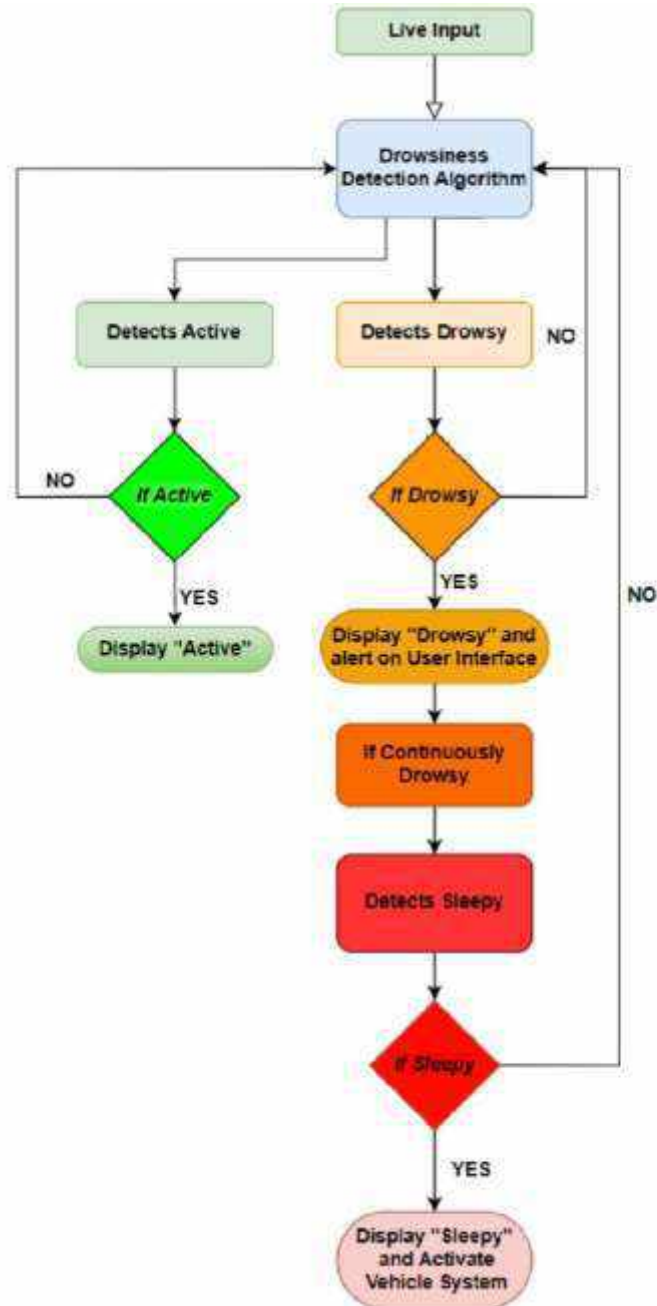 Live Input
Drowsiness
Detection Algorithm
Detects Active
Detects Drowsy
NO
NO
If Active
If Drowsy
YES
YES
NO
Display "Active"
Display "Drowsy" and
alert on User Interface
If Continuously
Drowsy
Detects Sleepy
If Sleepy
YES
Display "Sleepy"
and Activate
Vehicle System